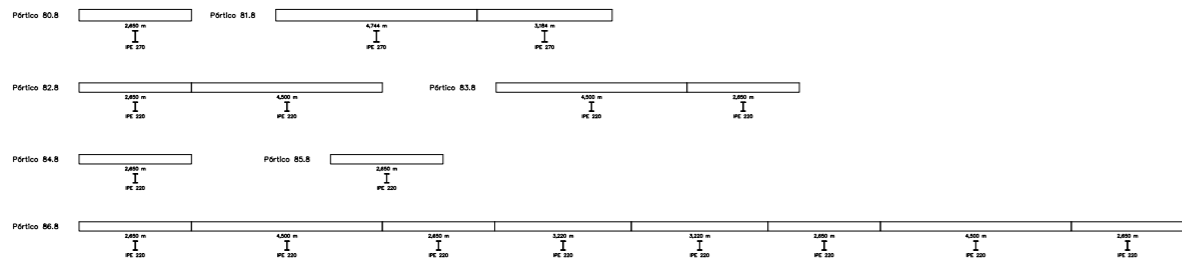 Pórtico 80.8
2,650 m
IPE 270
Pórtico 81.8
4,744 m
3,184 m
IPE 270
IPE 270
Pórtico 82.8
2,650 m
4,500 m
IPE 220
IPE 220
Pórtico 83.8
4,500 m
2,650 m
IPE 220
IPE 220
Pórtico 84.8
2,650 m
IPE 220
Pórtico 85.8
2,650 m
IPE 220
Pórtico 86.8
2,650 m
4,500 m
2,650 m
3,220 m
3,220 m
2,650 m
4,500 m
2,650 m
IPE 220
IPE 220
IPE 220
IPE 220
IPE 220
IPE 220
IPE 220
IPE 220